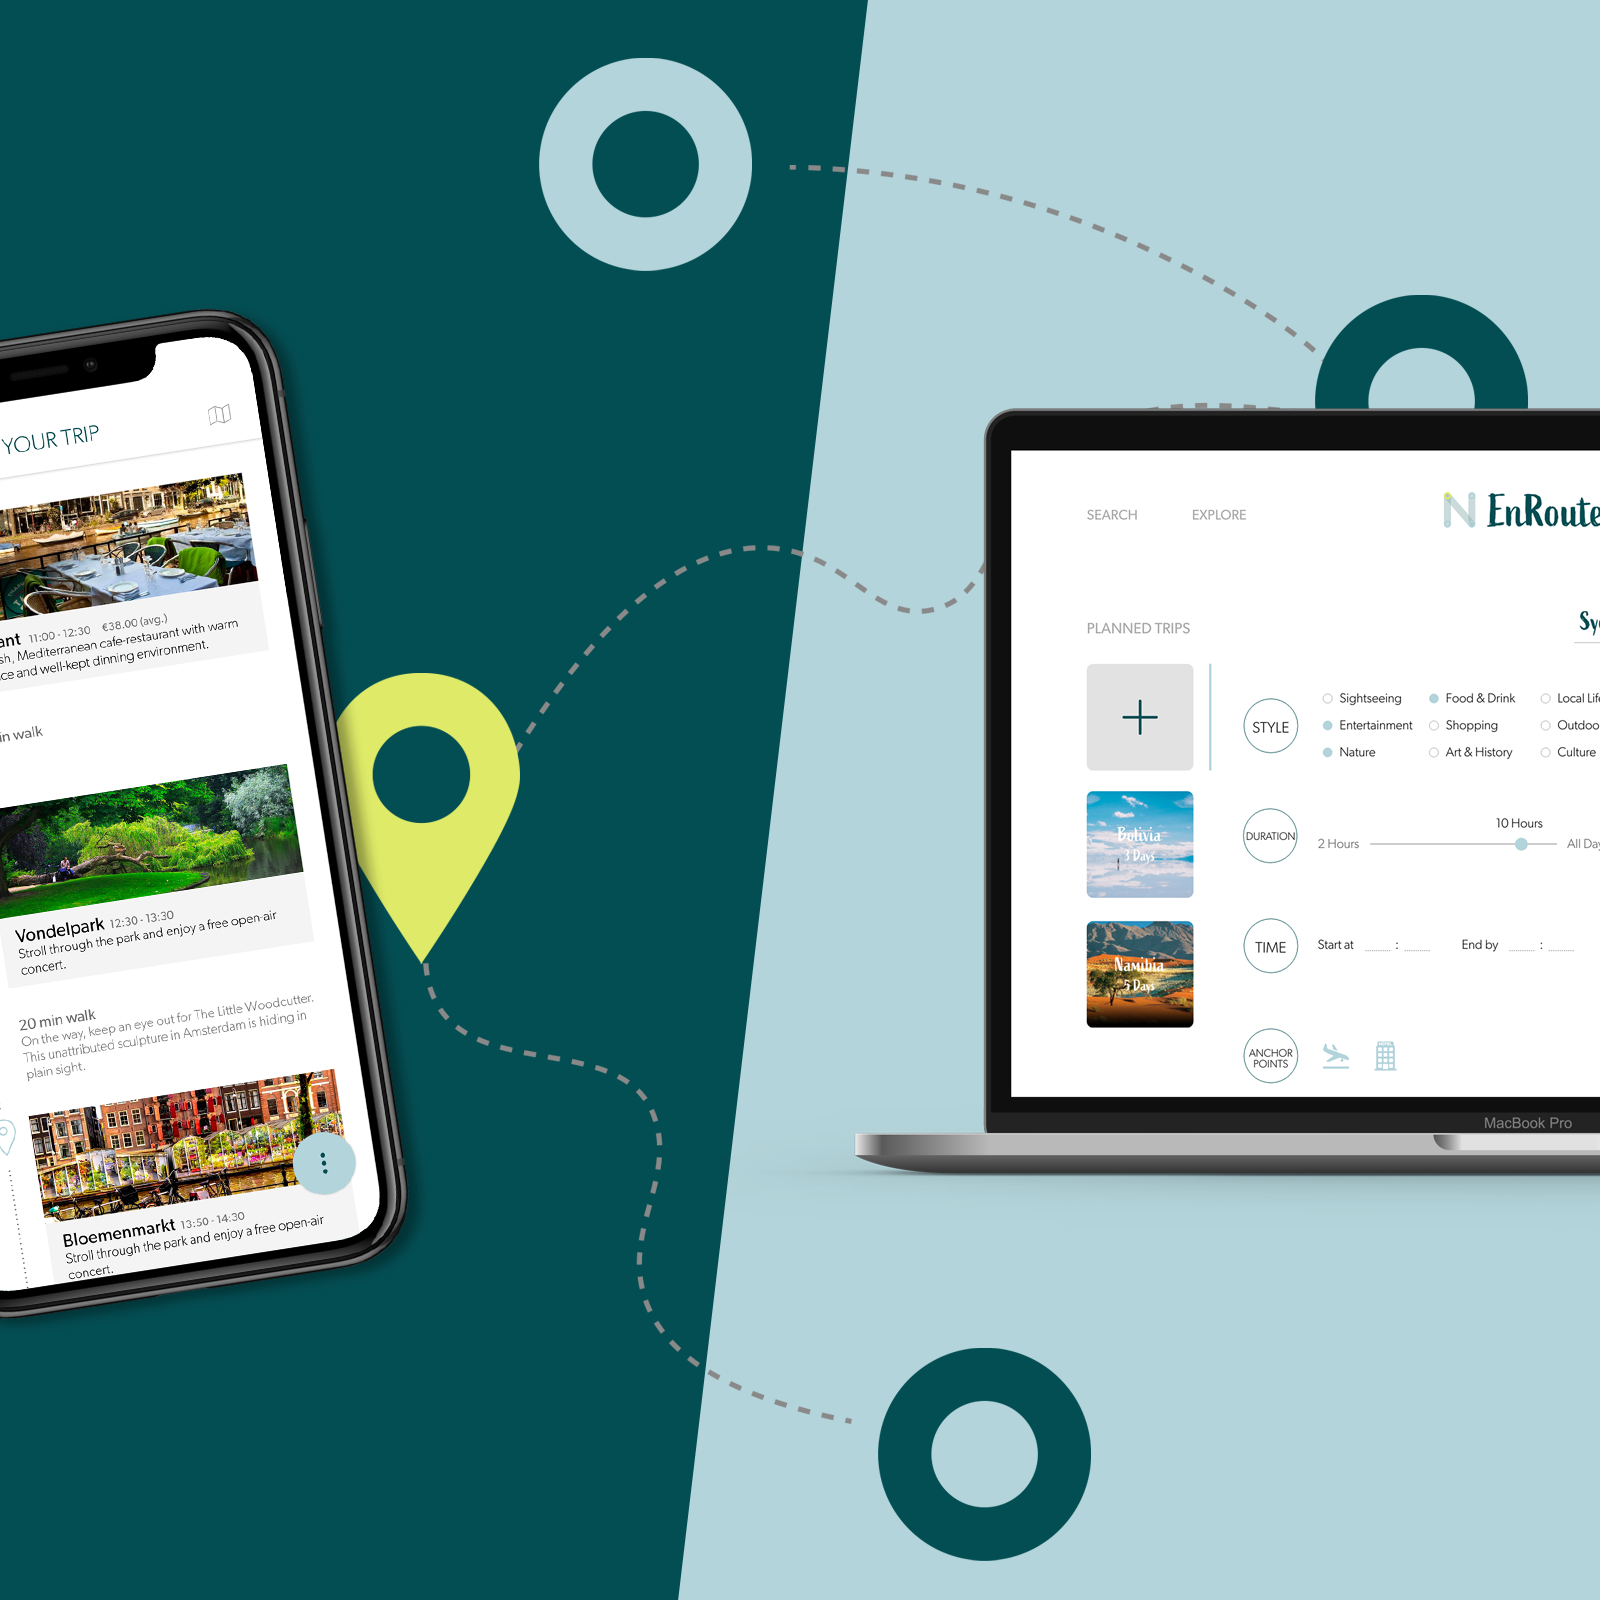 YOUR TRIP
ant 11:00 - 12:30 €38.00 (avg.)
sh, Mediterranean cafe-restaurant with warm
ce and well-kept dinning environment.
in walk
Vondelpark 12:30 - 13:30
Stroll through the park and enjoy a free open-air
concert.
20 min walk
On the way, keep an eye out for The Little Woodcutter.
This unattributed sculpture in Amsterdam is hiding in
plain sight.
Bloemenmarkt 13:50 - 14:30
Stroll through the park and enjoy a free open-air
concert.
SEARCH EXPLORE
N EnRoute
PLANNED TRIPS
Sy
+
Bolivia
3 Days
Namibia
5 Days
STYLE
Sightseeing Food & Drink Local Life
Entertainment Shopping Outdoo
Nature Art & History Culture
DURATION
10 Hours
2 Hours All Day
TIME
Start at : End by :
ANCHOR
POINTS
MacBook Pro